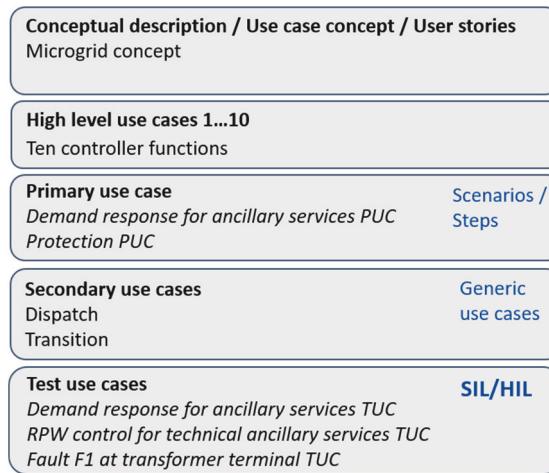 Conceptual description / Use case concept / User stories
Microgrid concept
High level use cases 1...10
Ten controller functions
Primary use case
Demand response for ancillary services PUC
Protection PUC
Scenarios /
Steps
Secondary use cases
Dispatch
Transition
Generic
use cases
Test use cases
Demand response for ancillary services TUC
RPW control for technical ancillary services TUC
Fault F1 at transformer terminal TUC
SIL/HIL